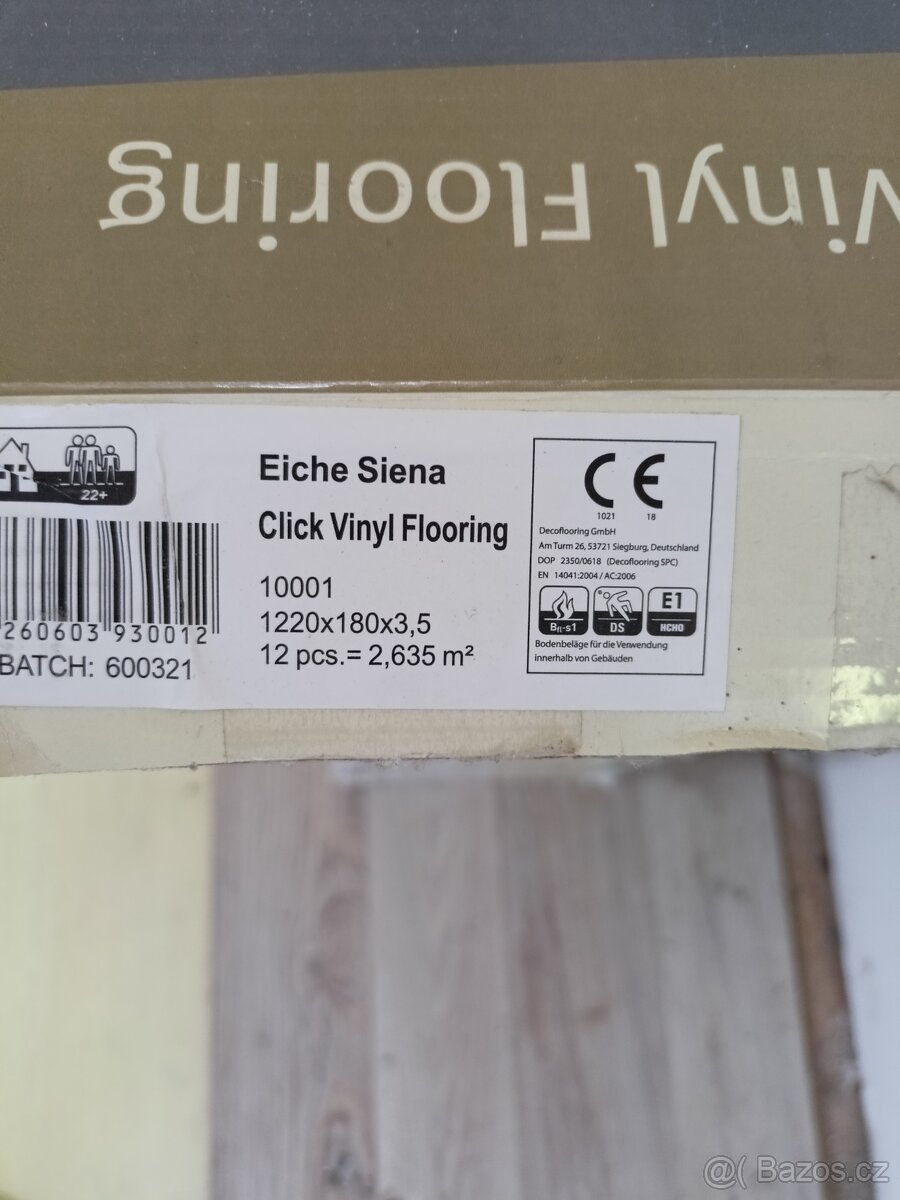 Vinyl Flooring
22+
Eiche Siena
Click Vinyl Flooring
10001
1220x180x3,5
12 pcs.= 2,635 m²
260603 930012
BATCH: 600321
CE
1021 18
Decoflooring GmbH
Am Turm 26, 53721 Siegburg, Deutschland
DOP 2350/0618 (Decoflooring SPC)
EN 14041:2004 / AC:2006
Bfl-s1 DS E1 HCHO
Bodenbeläge für die Verwendung
innerhalb von Gebäuden
@( Bazos.cz